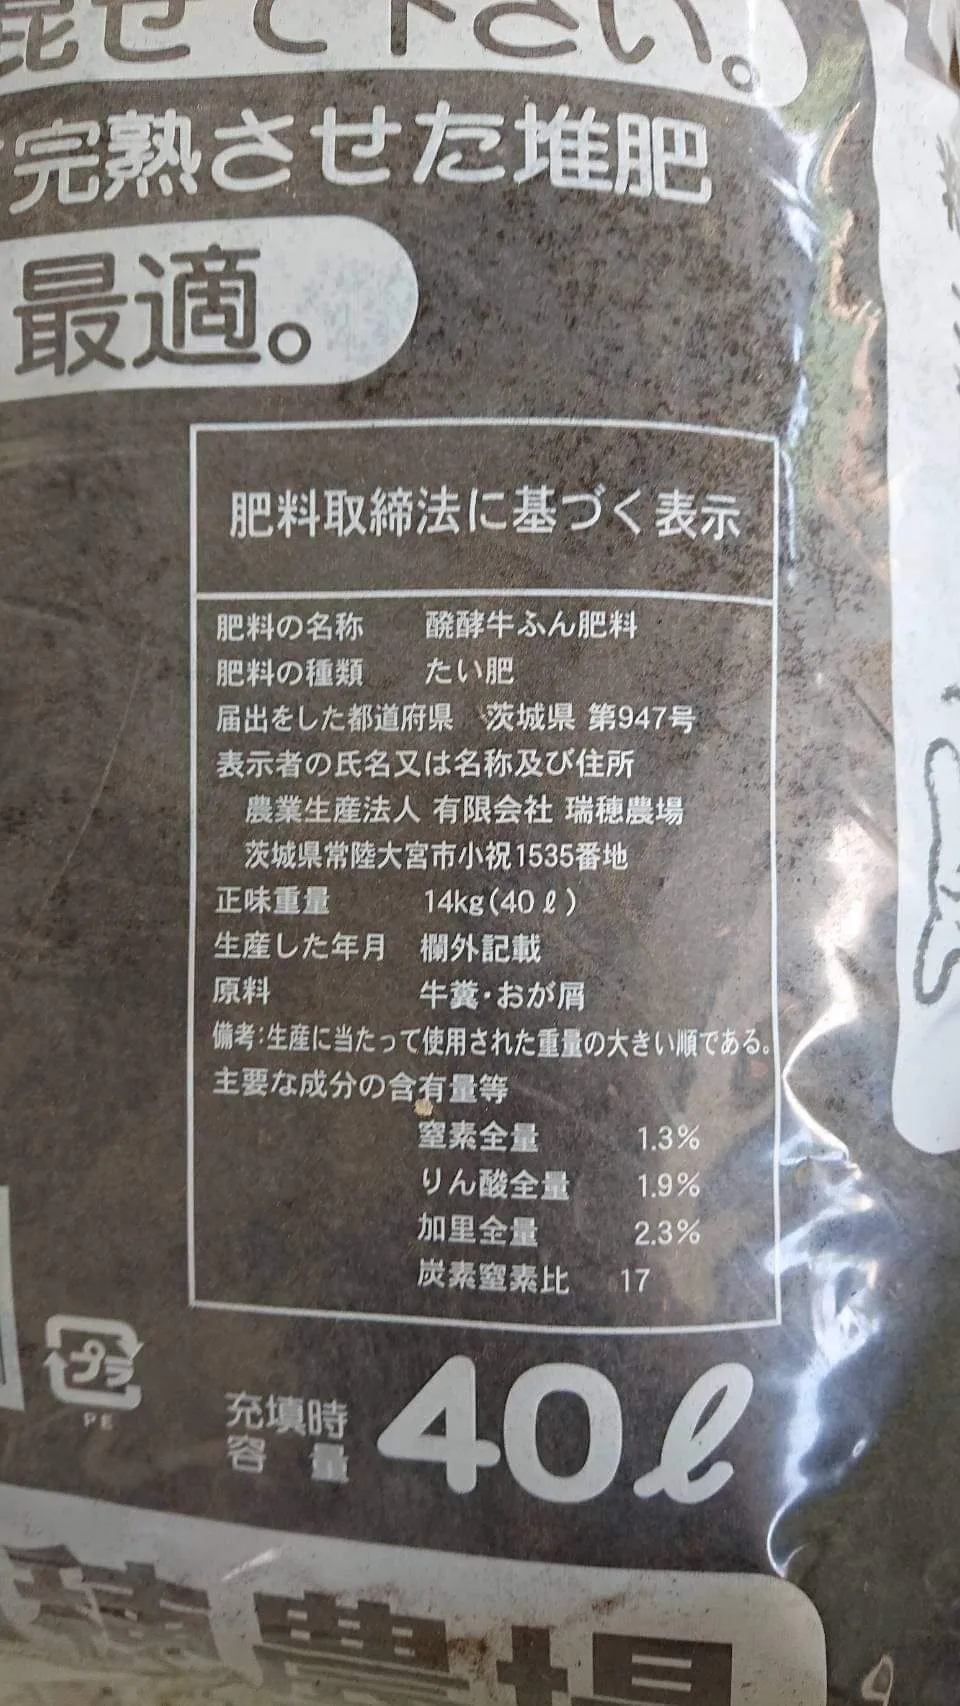 混ぜて下さい。
完熟させた堆肥
最適。
肥料取締法に基づく表示
肥料の名称 醗酵牛ふん肥料
肥料の種類 たい肥
届出をした都道府県 茨城県 第947号
表示者の氏名又は名称及び住所
農業生産法人 有限会社 瑞穂農場
茨城県常陸大宮市小祝1535番地
正味重量 14kg(40ℓ)
生産した年月 欄外記載
原料 牛糞・おが屑
備考:生産に当たって使用された重量の大きい順である。
主要な成分の含有量等
窒素全量 1.3%
りん酸全量 1.9%
加里全量 2.3%
炭素窒素比 17
プラ
PE
充填時
容量
40ℓ
穂農場